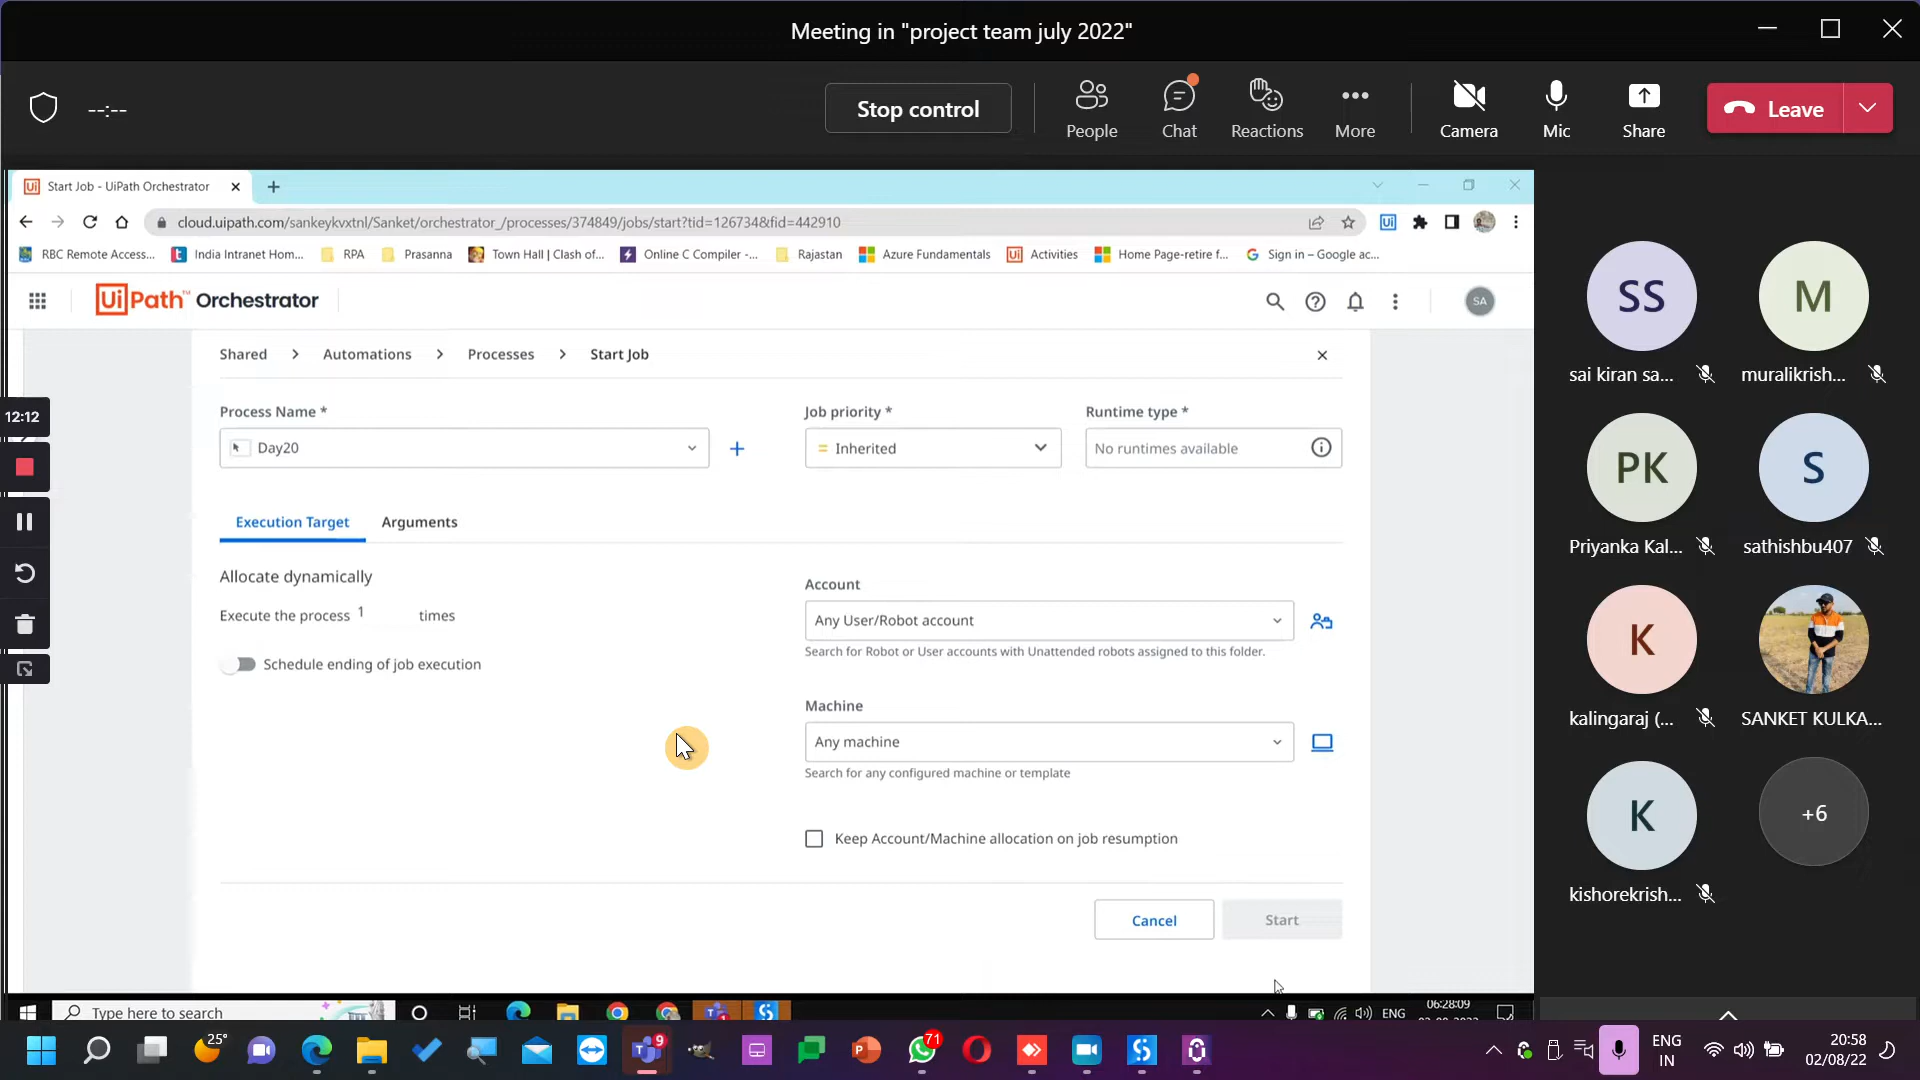 Meeting in "project team july 2022"
--:--
Stop control
People
Chat
Reactions
More
Camera
Mic
Share
Leave
Start Job - UiPath Orchestrator
cloud.uipath.com/sankeykvxtnl/Sanket/orchestrator_/processes/374849/jobs/start?tid=126734&fid=442910
RBC Remote Access...
India Intranet Hom...
RPA
Prasanna
Town Hall | Clash of...
Online C Compiler -...
Rajastan
Azure Fundamentals
Activities
Home Page-retire f...
Sign in – Google ac...
UiPath™ Orchestrator
SA
Shared > Automations > Processes > Start Job
Process Name *
Job priority *
Runtime type *
Day20
Inherited
No runtimes available
Execution Target
Arguments
Allocate dynamically
Execute the process 1 times
Schedule ending of job execution
Account
Any User/Robot account
Search for Robot or User accounts with Unattended robots assigned to this folder.
Machine
Any machine
Search for any configured machine or template
Keep Account/Machine allocation on job resumption
Cancel
Start
12:12
SS
sai kiran sa...
M
muralikrish...
PK
Priyanka Kal...
S
sathishbu407
K
kalingaraj (...
SANKET KULKA...
K
kishorekrish...
+6
Type here to search
ENG
06:28:09
25°
9
71
ENG
IN
20:58
02/08/22